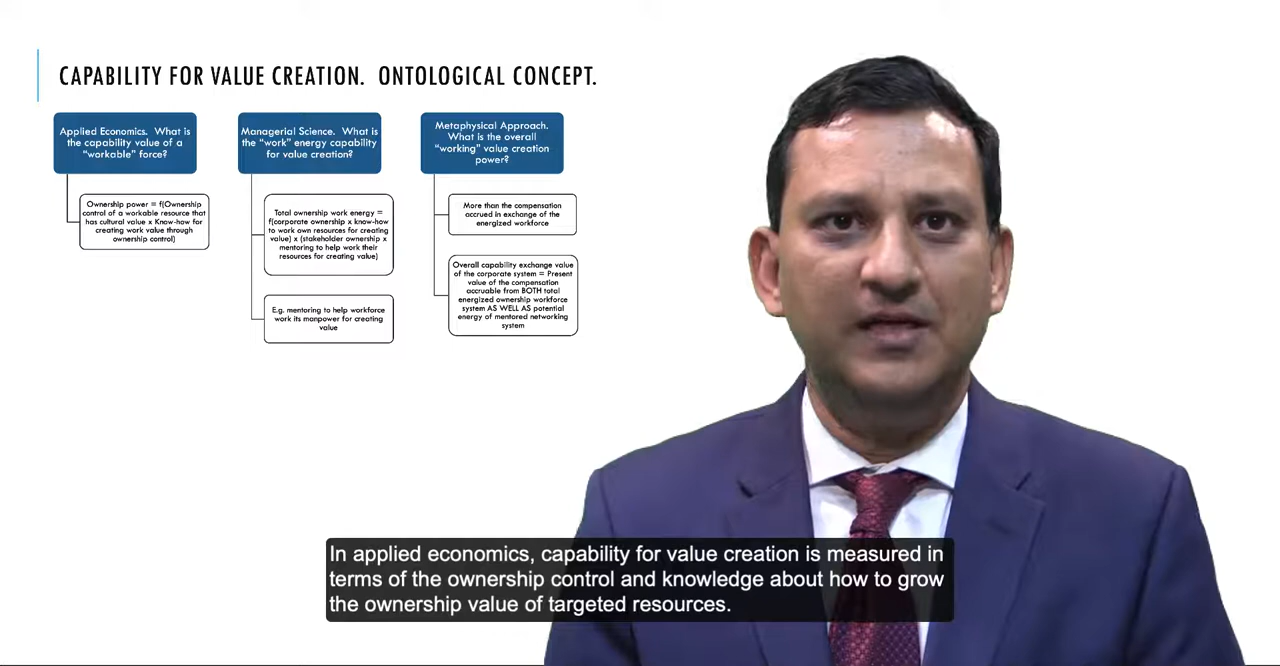 CAPABILITY FOR VALUE CREATION. ONTOLOGICAL CONCEPT.
Applied Economics. What is
the capability value of a
“workable” force?
Ownership power = f(Ownership
control of a workable resource that
has cultural value x Know-how for
creating work value through
ownership control)
Managerial Science. What is
the “work” energy capability
for value creation?
Total ownership work energy =
f(corporate ownership x know-how
to work own resources for creating
value) x (stakeholder ownership x
mentoring to help work their
resources for creating value)
E.g. mentoring to help workforce
work its manpower for creating
value
Metaphysical Approach.
What is the overall
“working” value creation
power?
More than the compensation
accrued in exchange of the
energized workforce
Overall capability exchange value
of the corporate system = Present
value of the compensation
accruable from BOTH total
energized ownership workforce
system AS WELL AS potential
energy of mentored networking
system
In applied economics, capability for value creation is measured in
terms of the ownership control and knowledge about how to grow
the ownership value of targeted resources.